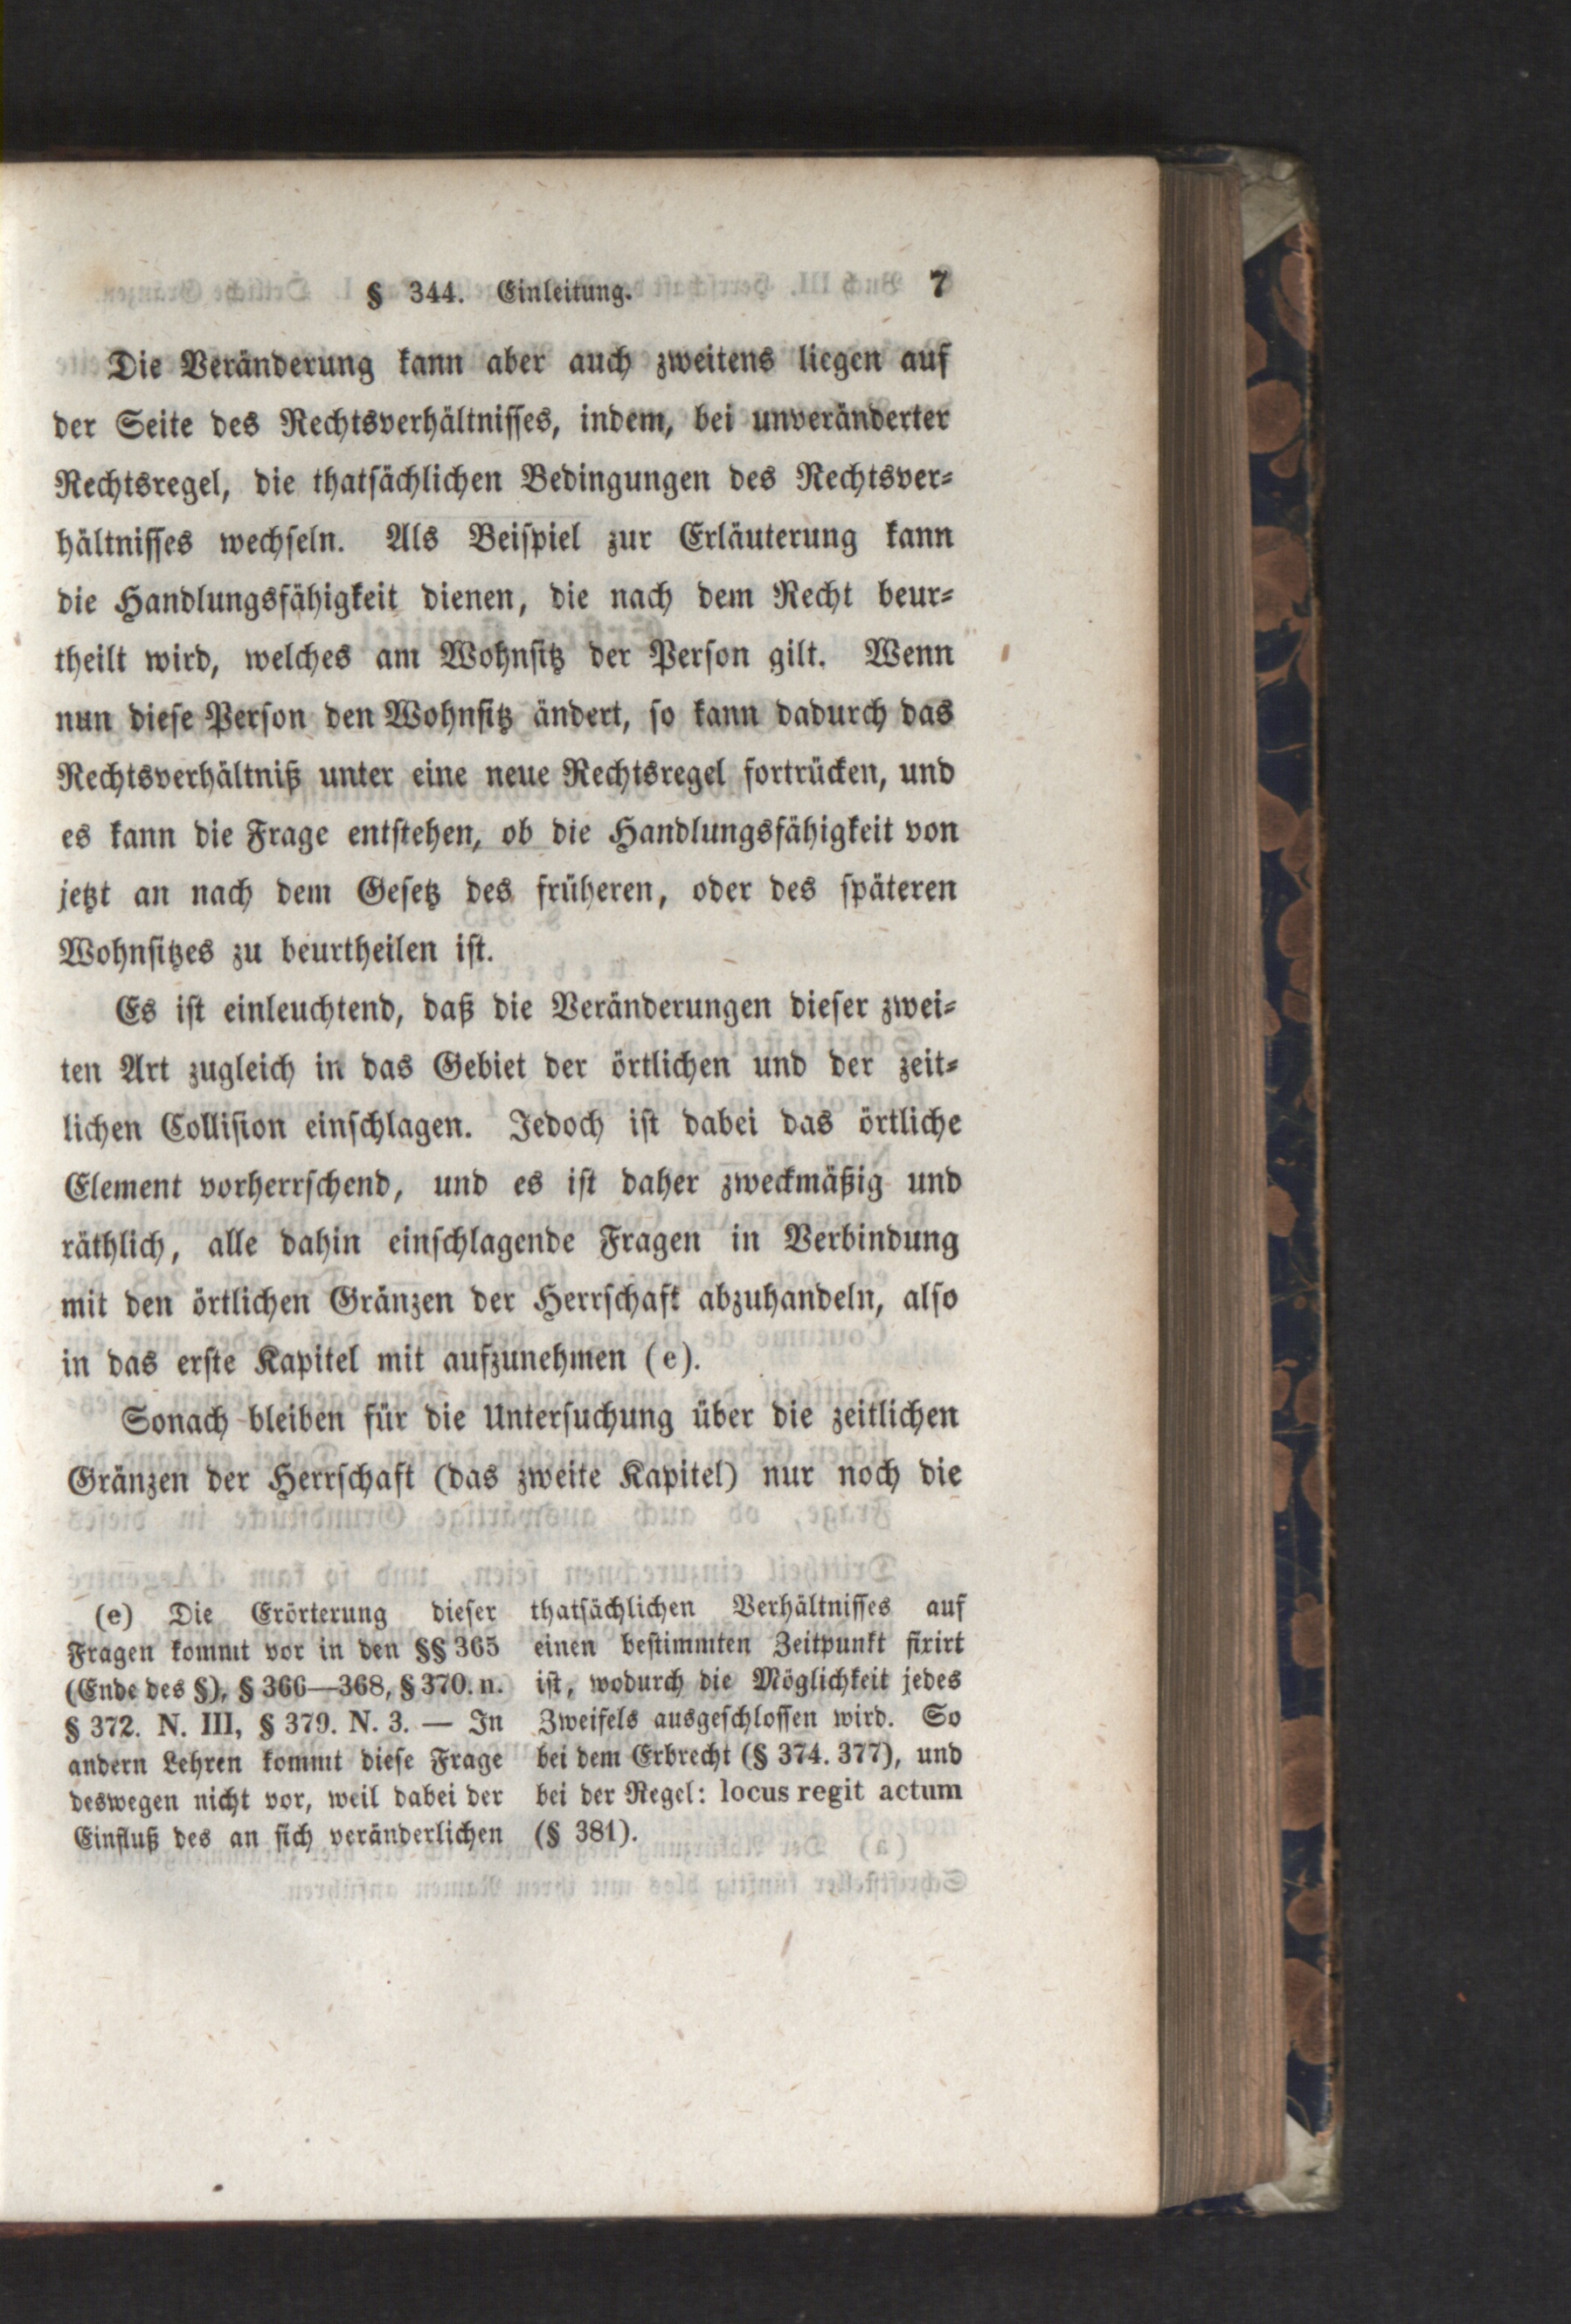 § 344. Einleitung. 7
Die Veränderung kann aber auch zweitens liegen auf
der Seite des Rechtsverhältnisses, indem, bei unveränderter
Rechtsregel, die thatsächlichen Bedingungen des Rechtsver-
hältnisses wechseln. Als Beispiel zur Erläuterung kann
die Handlungsfähigkeit dienen, die nach dem Recht beur-
theilt wird, welches am Wohnsitz der Person gilt. Wenn
nun diese Person den Wohnsitz ändert, so kann dadurch das
Rechtsverhältniß unter eine neue Rechtsregel fortrücken, und
es kann die Frage entstehen, ob die Handlungsfähigkeit von
jetzt an nach dem Gesetz des früheren, oder des späteren
Wohnsitzes zu beurtheilen ist.
Es ist einleuchtend, daß die Veränderungen dieser zwei-
ten Art zugleich in das Gebiet der örtlichen und der zeit-
lichen Collision einschlagen. Jedoch ist dabei das örtliche
Element vorherrschend, und es ist daher zweckmäßig und
räthlich, alle dahin einschlagende Fragen in Verbindung
mit den örtlichen Gränzen der Herrschaft abzuhandeln, also
in das erste Kapitel mit aufzunehmen (e).
Sonach bleiben für die Untersuchung über die zeitlichen
Gränzen der Herrschaft (das zweite Kapitel) nur noch die
(e) Die Erörterung dieser
Fragen kommt vor in den §§ 365
(Ende des §), § 366—368, § 370. n.
§ 372. N. III, § 379. N. 3. — In
andern Lehren kommt diese Frage
deswegen nicht vor, weil dabei der
Einfluß des an sich veränderlichen
thatsächlichen Verhältnisses auf
einen bestimmten Zeitpunkt fixirt
ist, wodurch die Möglichkeit jedes
Zweifels ausgeschlossen wird. So
bei dem Erbrecht (§ 374. 377), und
bei der Regel: locus regit actum
(§ 381).